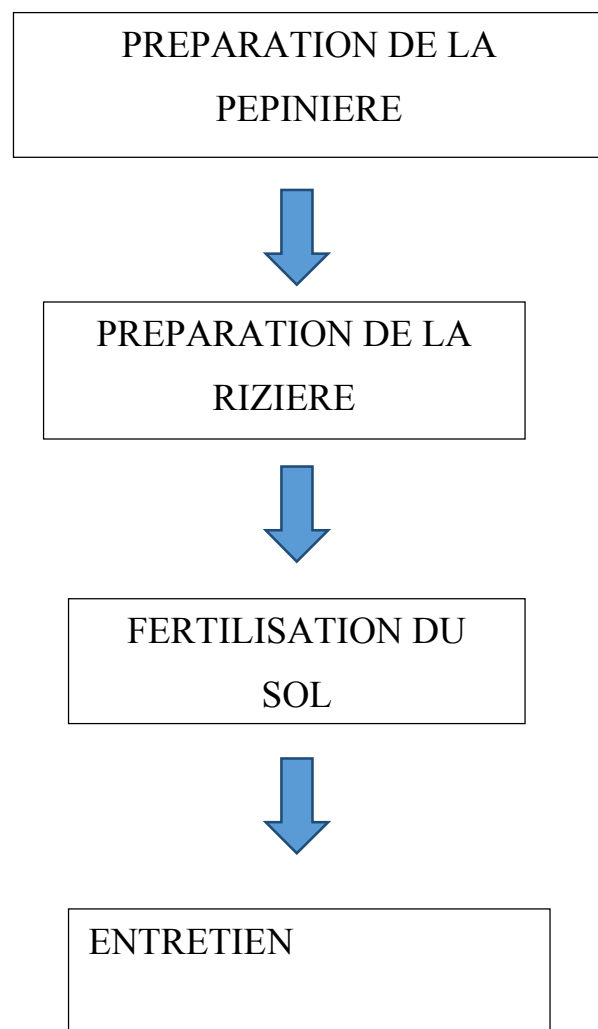 PREPARATION DE LA
PEPINIERE
PREPARATION DE LA
RIZIERE
FERTILISATION DU
SOL
ENTRETIEN